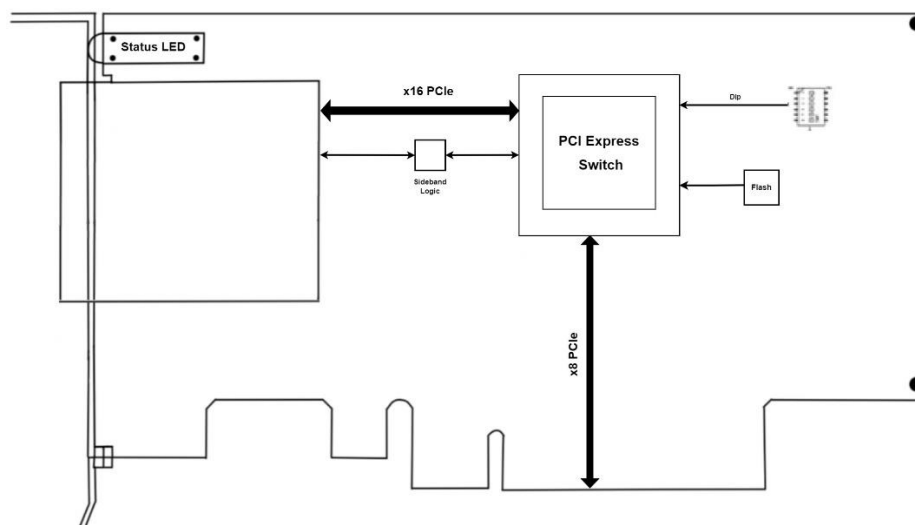 Status LED
x16 PCIe
PCI Express
Switch
Dip
Sideband
Logic
Flash
x8 PCIe